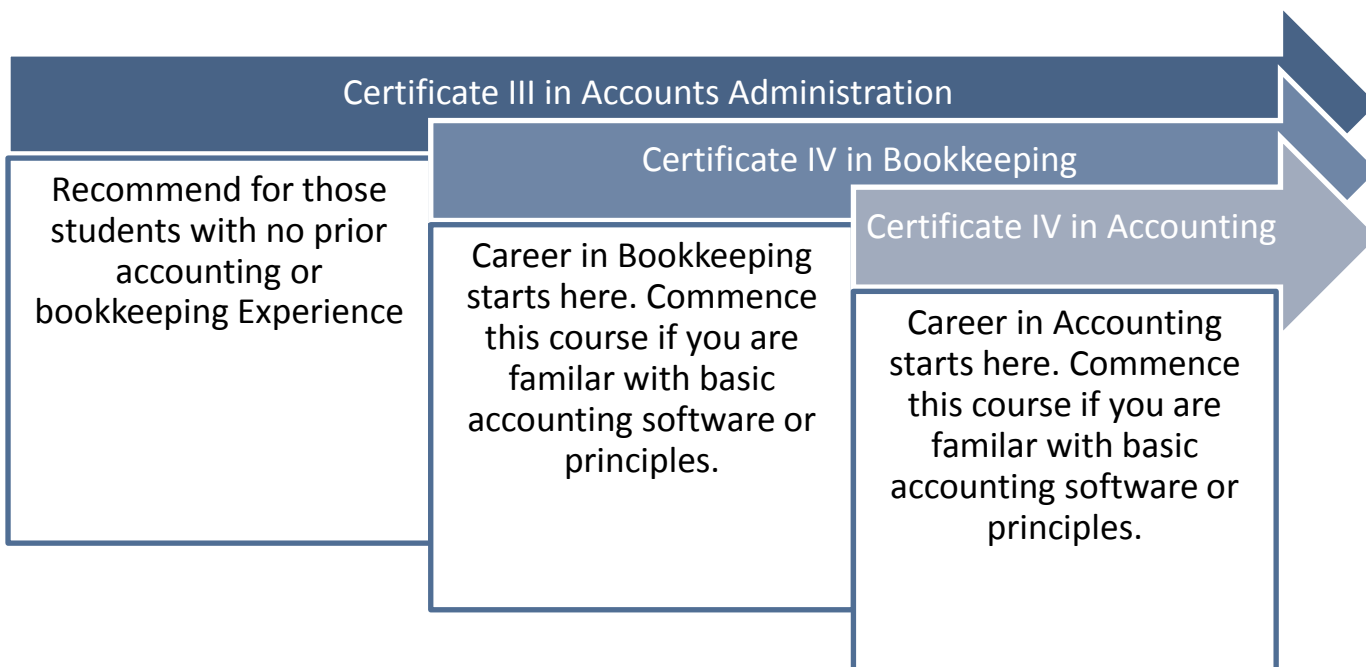 Certificate III in Accounts Administration
Recommend for those
students with no prior
accounting or
bookkeeping Experience
Certificate IV in Bookkeeping
Career in Bookkeeping
starts here. Commence
this course if you are
familar with basic
accounting software or
principles.
Certificate IV in Accounting
Career in Accounting
starts here. Commence
this course if you are
familar with basic
accounting software or
principles.